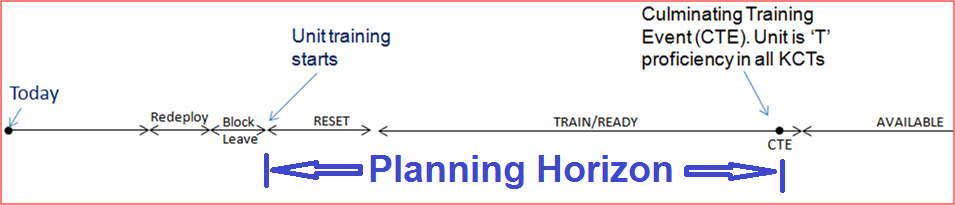 Today
Unit training
starts
Culminating Training
Event (CTE). Unit is ‘T’
proficiency in all KCTs
Redeploy
Block
Leave
RESET
TRAIN/READY
CTE
AVAILABLE
Planning Horizon